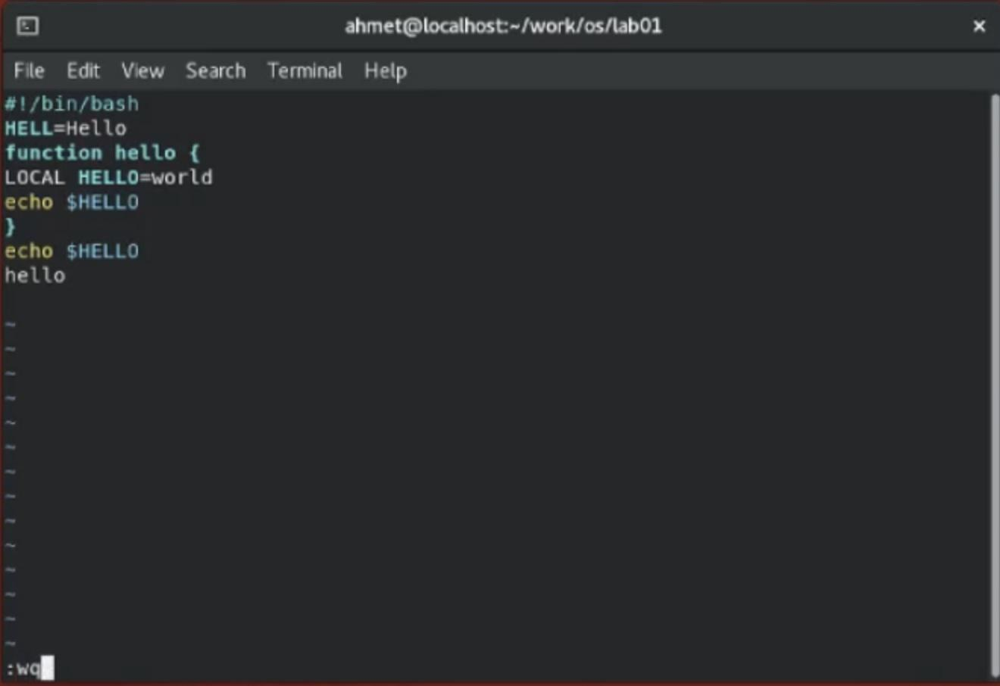 ahmet@localhost:~/work/os/lab01
File Edit View Search Terminal Help
#!/bin/bash
HELL=Hello
function hello {
LOCAL HELLO=world
echo $HELLO
}
echo $HELLO
hello
~
~
~
~
~
~
~
~
~
~
~
~
~
~
:wq